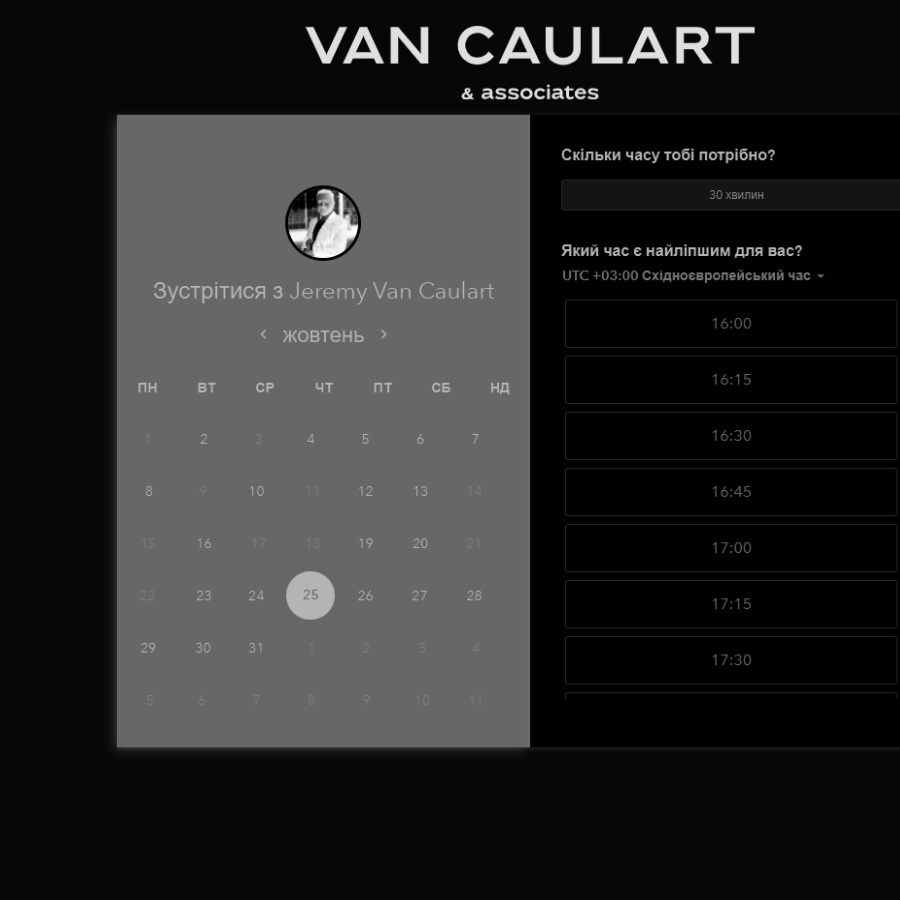 VAN CAULART
& associates
Зустрітися з Jeremy Van Caulart
жовтень
ПН ВТ СР ЧТ ПТ СБ НД
1 2 3 4 5 6 7
8 9 10 11 12 13 14
15 16 17 18 19 20 21
22 23 24 25 26 27 28
29 30 31 1 2 3 4
5 6 7 8 9 10 11
Скільки часу тобі потрібно?
30 хвилин
Який час є найліпшим для вас?
UTC +03:00 Східноєвропейський час
16:00
16:15
16:30
16:45
17:00
17:15
17:30